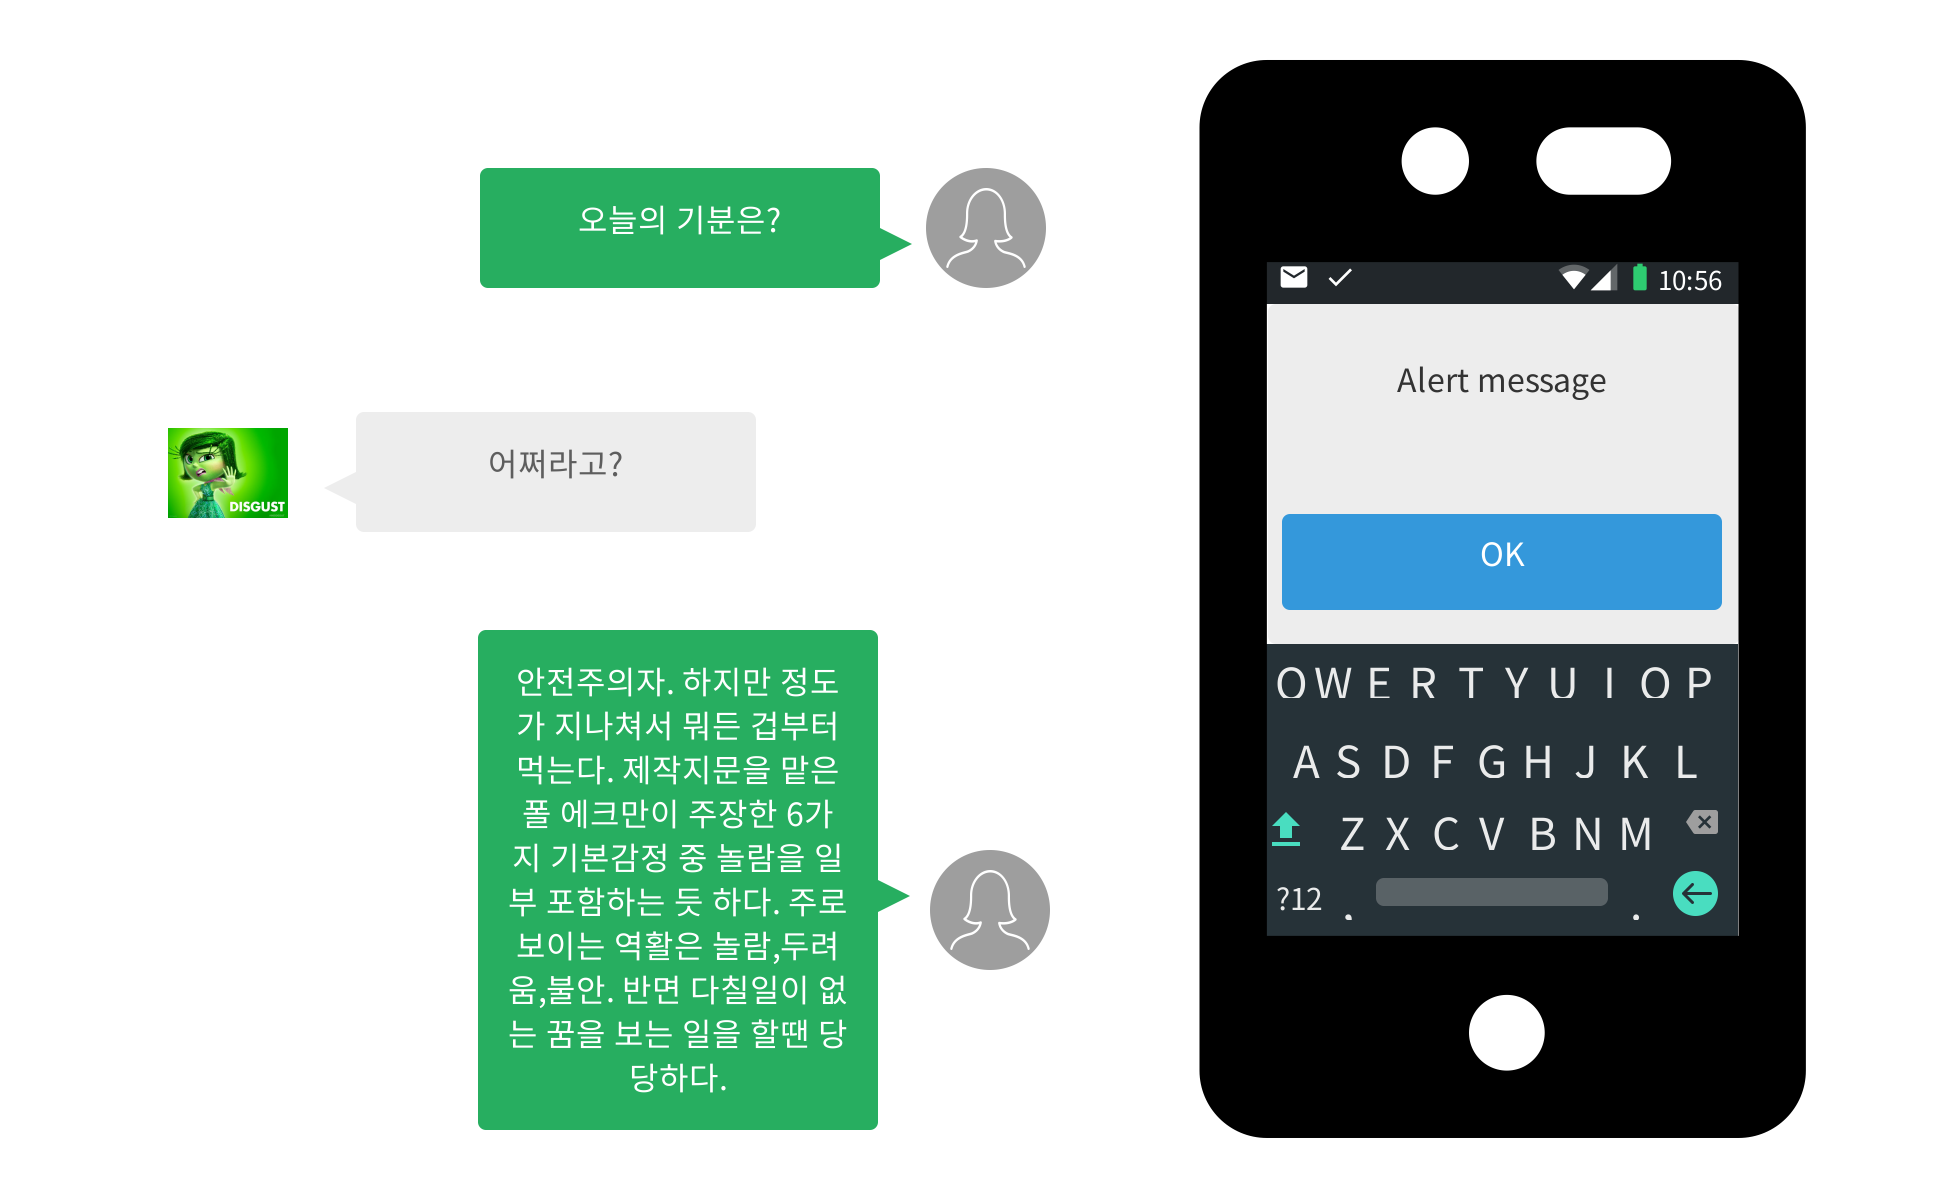 오늘의 기분은?
어쩌라고?
DISGUST
안전주의자. 하지만 정도
가 지나쳐서 뭐든 겁부터
먹는다. 제작지문을 맡은
폴 에크만이 주장한 6가
지 기본감정 중 놀람을 일
부 포함하는 듯 하다. 주로
보이는 역활은 놀람,두려
움,불안. 반면 다칠일이 없
는 꿈을 보는 일을 할땐 당
당하다.
10:56
Alert message
OK
Q W E R T Y U I O P
A S D F G H J K L
Z X C V B N M
?12 , .